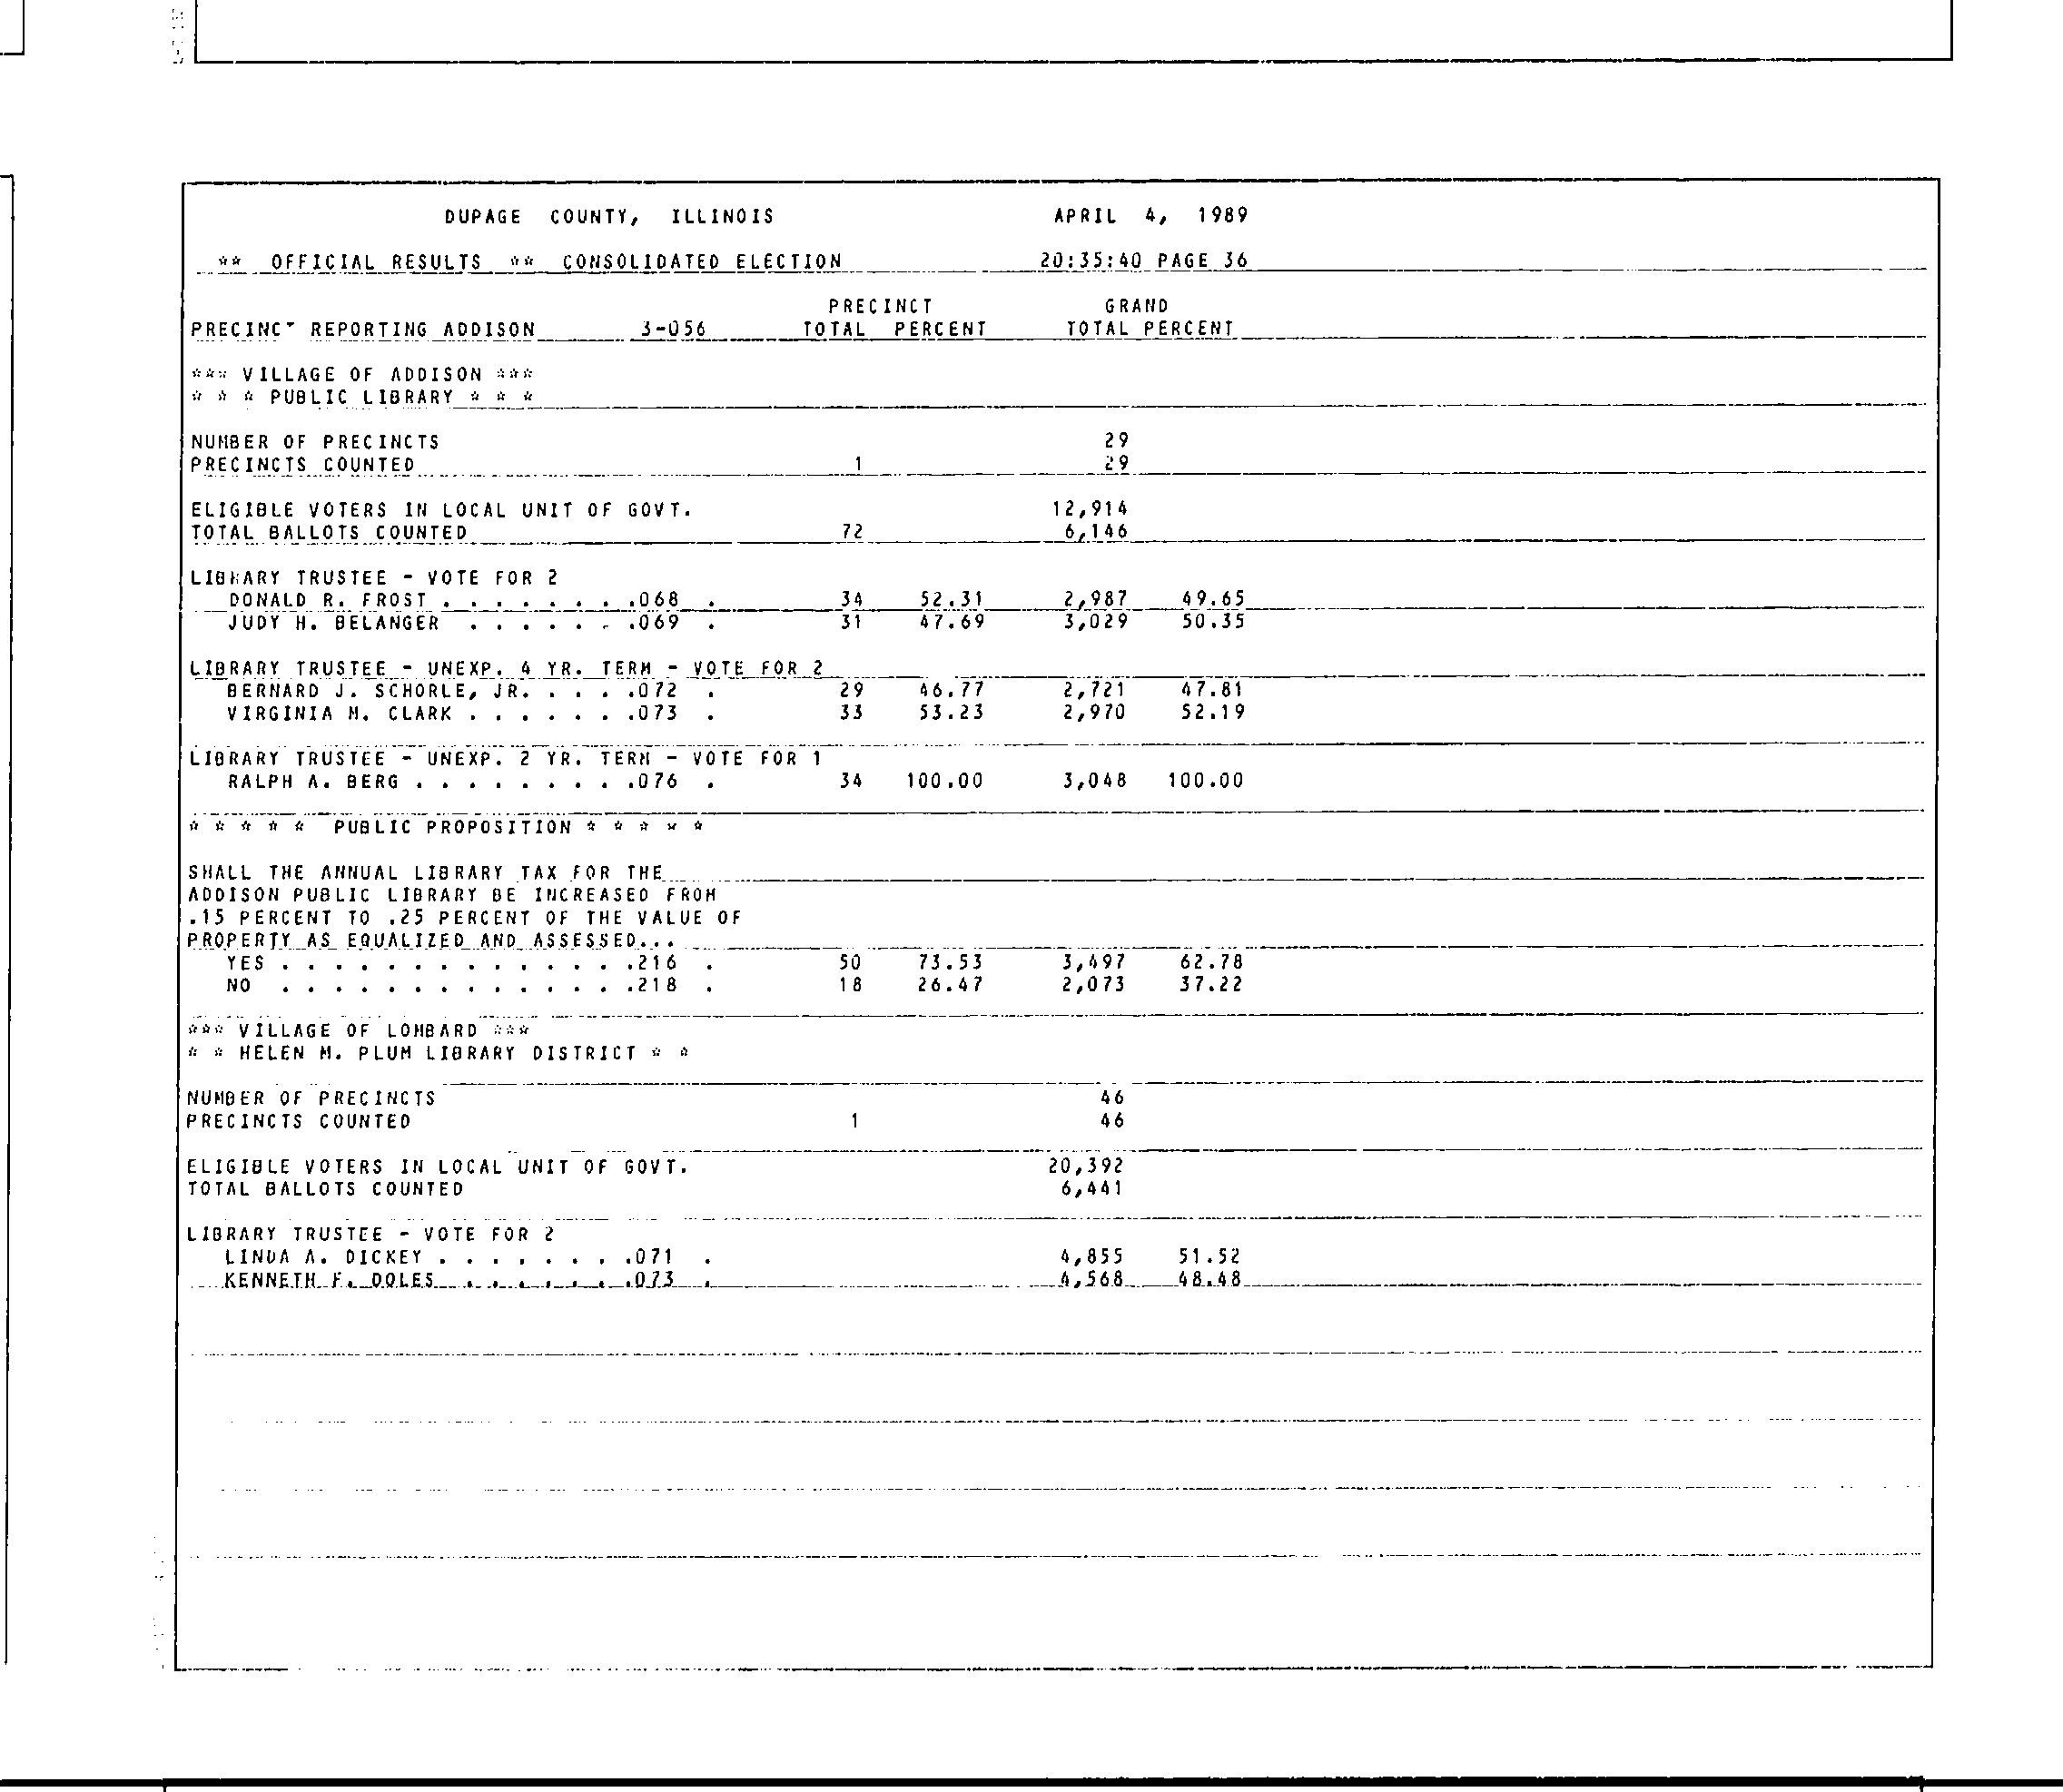 DUPAGE COUNTY, ILLINOIS APRIL 4, 1989
** OFFICIAL RESULTS ** CONSOLIDATED ELECTION 20:35:40 PAGE 36
PRECINCT GRAND
PRECINCT REPORTING ADDISON 3-056 TOTAL PERCENT TOTAL PERCENT
*** VILLAGE OF ADDISON ***
* * * PUBLIC LIBRARY * * *
NUMBER OF PRECINCTS 29
PRECINCTS COUNTED 1 29
ELIGIBLE VOTERS IN LOCAL UNIT OF GOVT. 12,914
TOTAL BALLOTS COUNTED 72 6,146
LIBRARY TRUSTEE - VOTE FOR 2
DONALD R. FROST . . . . . . . .068 . 34 52.31 2,987 49.65
JUDY H. BELANGER . . . . . . .069 . 31 47.69 3,029 50.35
LIBRARY TRUSTEE - UNEXP. 4 YR. TERM - VOTE FOR 2
BERNARD J. SCHORLE, JR. . . . .072 . 29 46.77 2,721 47.81
VIRGINIA M. CLARK . . . . . . .073 . 33 53.23 2,970 52.19
LIBRARY TRUSTEE - UNEXP. 2 YR. TERM - VOTE FOR 1
RALPH A. BERG . . . . . . . . .076 . 34 100.00 3,048 100.00
* * * * * PUBLIC PROPOSITION * * * * *
SHALL THE ANNUAL LIBRARY TAX FOR THE
ADDISON PUBLIC LIBRARY BE INCREASED FROM
.15 PERCENT TO .25 PERCENT OF THE VALUE OF
PROPERTY AS EQUALIZED AND ASSESSED...
YES . . . . . . . . . . . . . .216 . 50 73.53 3,497 62.78
NO . . . . . . . . . . . . . .218 . 18 26.47 2,073 37.22
*** VILLAGE OF LOMBARD ***
* * HELEN M. PLUM LIBRARY DISTRICT * *
NUMBER OF PRECINCTS 46
PRECINCTS COUNTED 1 46
ELIGIBLE VOTERS IN LOCAL UNIT OF GOVT. 20,392
TOTAL BALLOTS COUNTED 6,441
LIBRARY TRUSTEE - VOTE FOR 2
LINDA A. DICKEY . . . . . . . .071 . 4,855 51.52
KENNETH F. DOLES . . . . . . .073 . 4,568 48.48